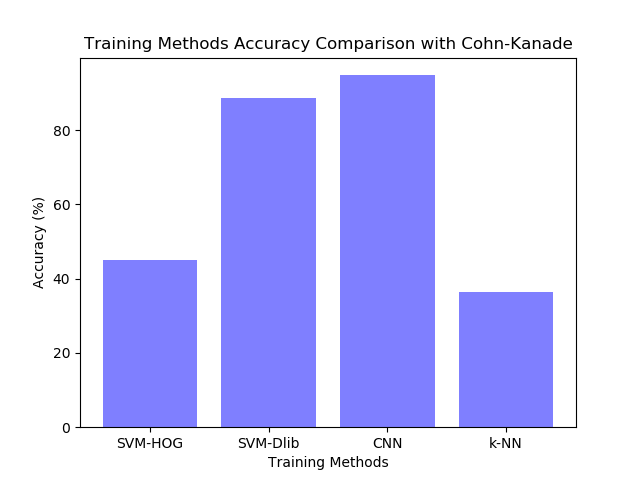 Training Methods Accuracy Comparison with Cohn-Kanade
Accuracy (%)
80
60
40
20
0
SVM-HOG SVM-Dlib CNN k-NN
Training Methods